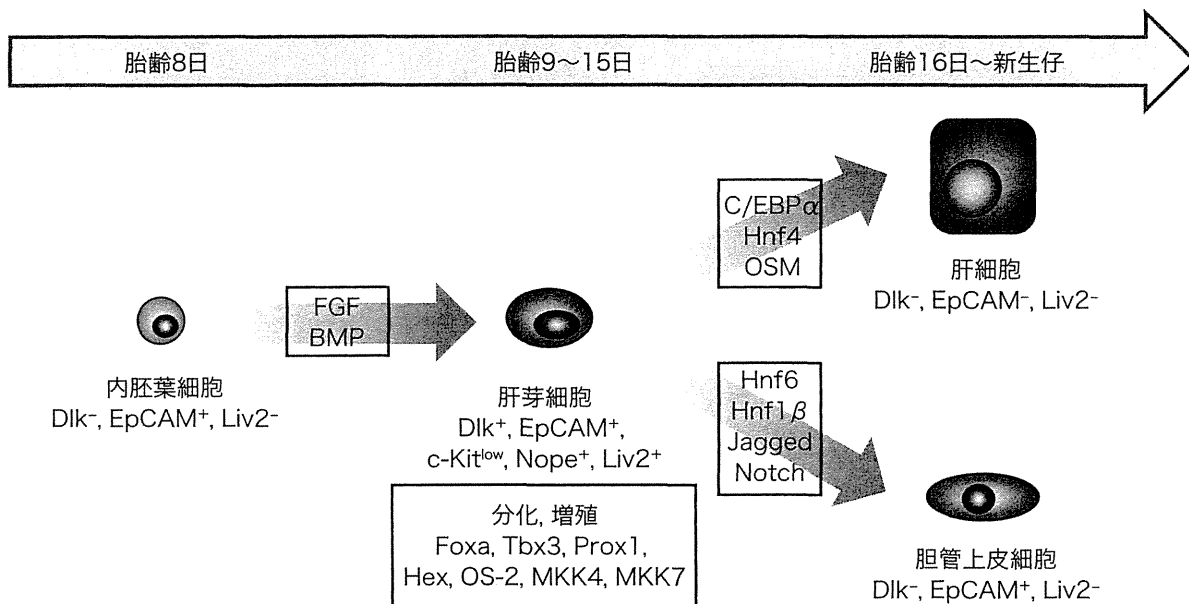 胎齢8日
胎齢9〜15日
胎齢16日〜新生仔
FGF
BMP
C/EBPα
Hnf4
OSM
Hnf6
Hnf1β
Jagged
Notch
内胚葉細胞
Dlk⁻, EpCAM⁺, Liv2⁻
肝芽細胞
Dlk⁺, EpCAM⁺,
c-Kitˡᵒʷ, Nope⁺, Liv2⁺
分化, 増殖
Foxa, Tbx3, Prox1,
Hex, OS-2, MKK4, MKK7
肝細胞
Dlk⁻, EpCAM⁻, Liv2⁻
胆管上皮細胞
Dlk⁻, EpCAM⁺, Liv2⁻